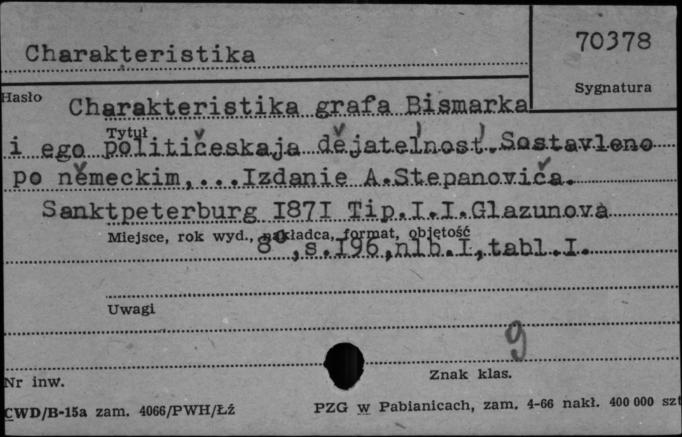 Charakteristika
70378
Sygnatura
Hasło
Charakteristika grafa Bismarka
Tytuł
i ego političeskaja dějatel'nost'. Sostavleno
po německim,...Izdanie A.Stepanoviča.
Sanktpeterburg I87I Tip.I.I.Glazunova
Miejsce, rok wyd., nakładca, format, objętość
8°,s.I96,nlb.I,tabl.I.
Uwagi
9
Nr inw.
Znak klas.
CWD/B-15a zam. 4066/PWH/Łź
PZG w Pabianicach, zam. 4-66 nakł. 400 000 szt